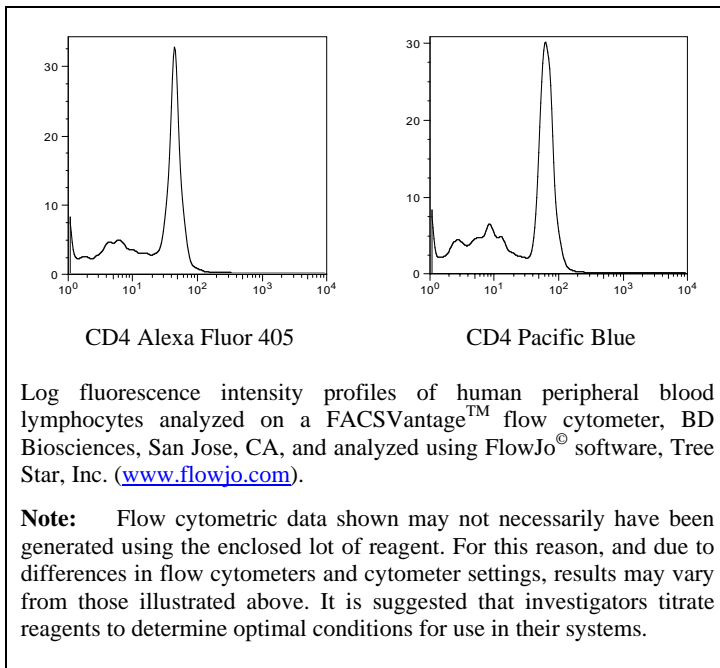 30
20
10
0
10⁰ 10¹ 10² 10³ 10⁴
CD4 Alexa Fluor 405
30
20
10
0
10⁰ 10¹ 10² 10³ 10⁴
CD4 Pacific Blue
Log fluorescence intensity profiles of human peripheral blood
lymphocytes analyzed on a FACSVantage™ flow cytometer, BD
Biosciences, San Jose, CA, and analyzed using FlowJo© software, Tree
Star, Inc. (www.flowjo.com).
Note: Flow cytometric data shown may not necessarily have been
generated using the enclosed lot of reagent. For this reason, and due to
differences in flow cytometers and cytometer settings, results may vary
from those illustrated above. It is suggested that investigators titrate
reagents to determine optimal conditions for use in their systems.